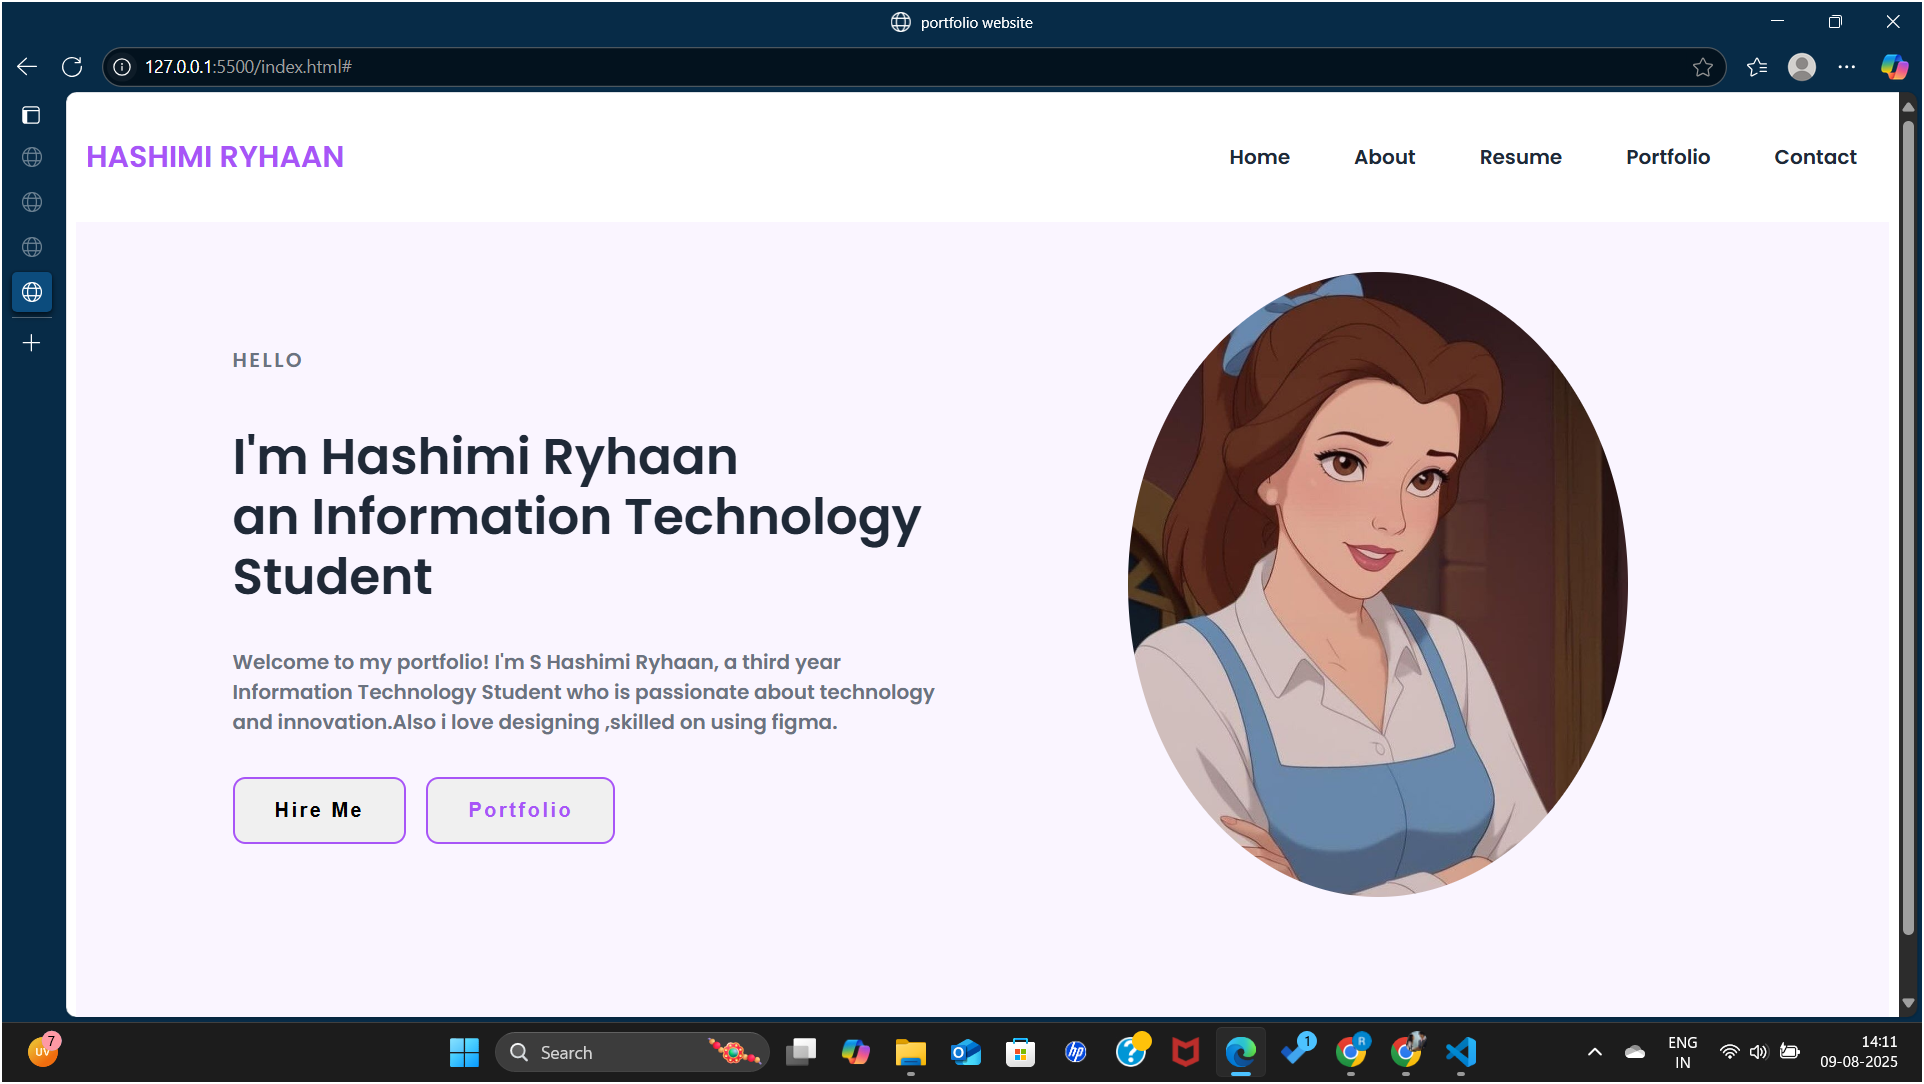 portfolio website
127.0.0.1:5500/index.html#
HASHIMI RYHAAN
Home About Resume Portfolio Contact
HELLO
I'm Hashimi Ryhaan
an Information Technology
Student
Welcome to my portfolio! I'm S Hashimi Ryhaan, a third year
Information Technology Student who is passionate about technology
and innovation.Also i love designing ,skilled on using figma.
Hire Me Portfolio
UV 7
Search
hp
1
R
ENG
IN
14:11
09-08-2025